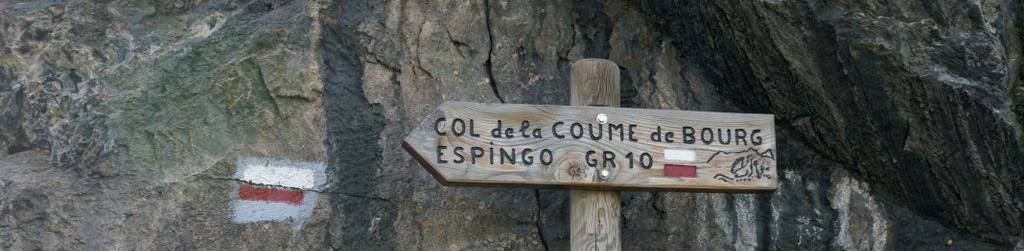 COL de la COUME de BOURG
ESPINGO GR10